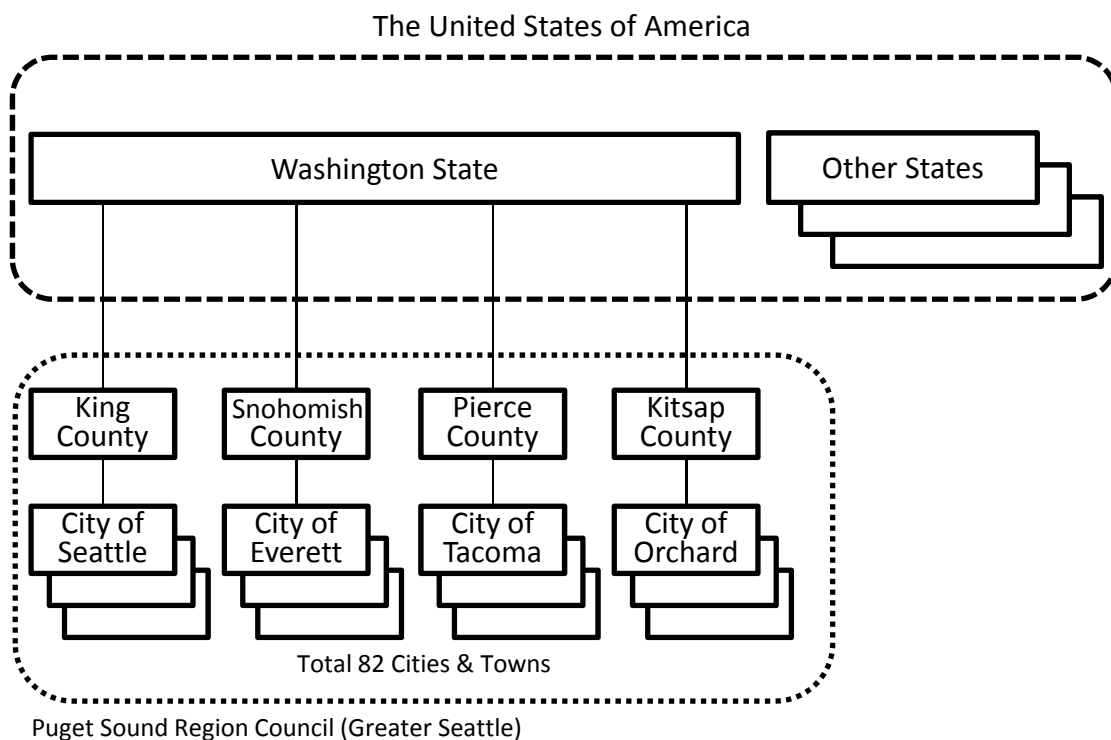 The United States of America
Washington State
Other States
King
County
Snohomish
County
Pierce
County
Kitsap
County
City of
Seattle
City of
Everett
City of
Tacoma
City of
Orchard
Total 82 Cities & Towns
Puget Sound Region Council (Greater Seattle)